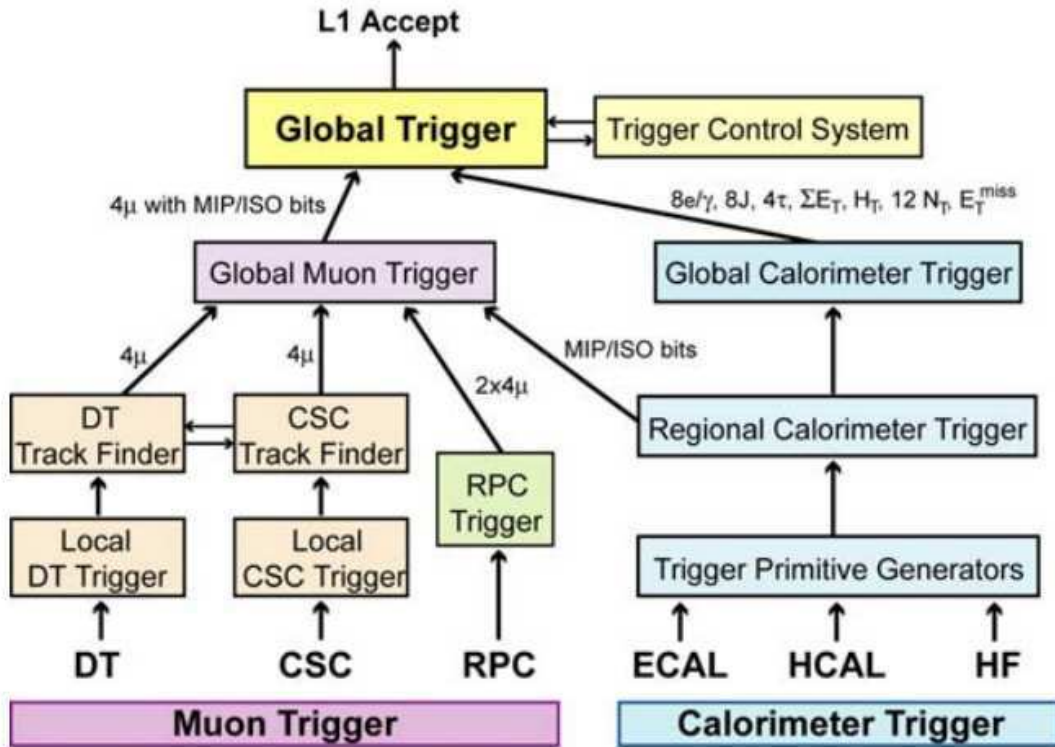 L1 Accept
Global Trigger
Trigger Control System
4μ with MIP/ISO bits
8e/γ, 8J, 4τ, ΣE_T, H_T, 12 N_T, E_T^miss
Global Muon Trigger
Global Calorimeter Trigger
4μ
4μ
2x4μ
MIP/ISO bits
DT
Track Finder
CSC
Track Finder
Regional Calorimeter Trigger
RPC
Trigger
Local
DT Trigger
Local
CSC Trigger
Trigger Primitive Generators
DT
CSC
RPC
ECAL
HCAL
HF
Muon Trigger
Calorimeter Trigger